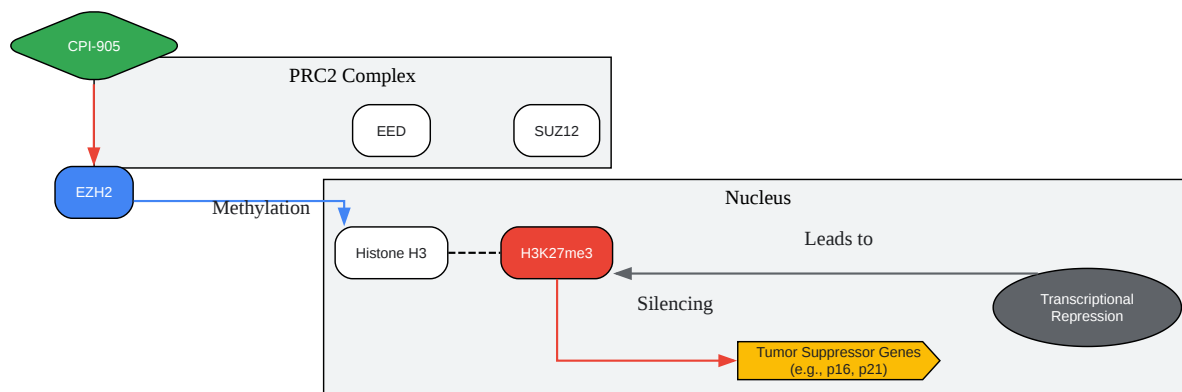 CPI-905
PRC2 Complex
EED
SUZ12
EZH2
Methylation
Nucleus
Histone H3
H3K27me3
Leads to
Silencing
Transcriptional
Repression
Tumor Suppressor Genes
(e.g., p16, p21)